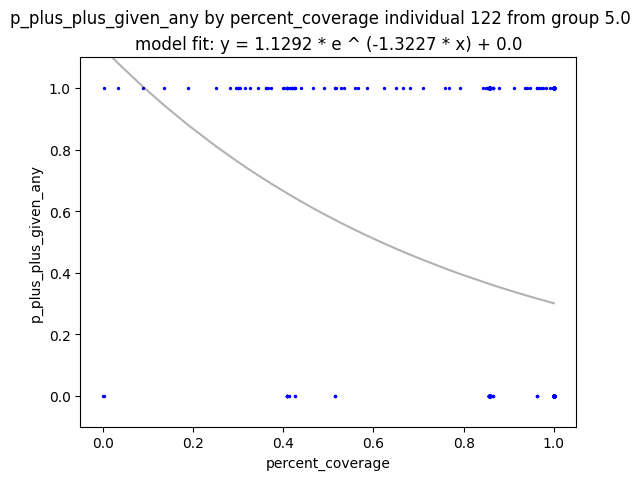 p_plus_plus_given_any by percent_coverage individual 122 from group 5.0
model fit: y = 1.1292 * e ^ (-1.3227 * x) + 0.0
1.0
0.8
0.6
0.4
0.2
0.0
p_plus_plus_given_any
0.0 0.2 0.4 0.6 0.8 1.0
percent_coverage